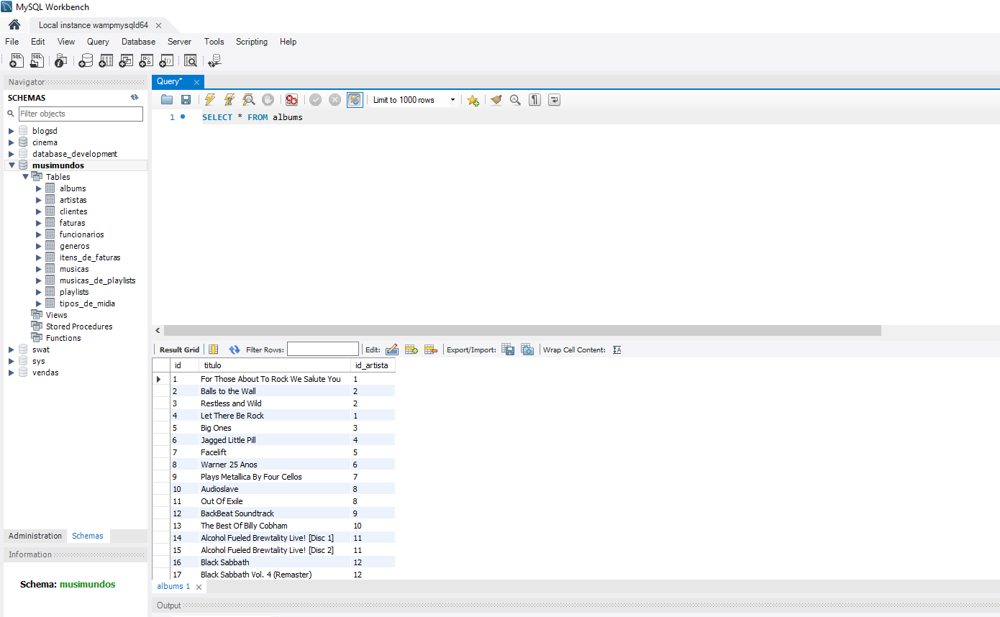 MySQL Workbench
Local instance wampmysqld64
File Edit View Query Database Server Tools Scripting Help
Navigator
SCHEMAS
Filter objects
blogsd
cinema
database_development
musimundos
Tables
albums
artistas
clientes
faturas
funcionarios
generos
itens_de_faturas
musicas
musicas_de_playlists
playlists
tipos_de_midia
Views
Stored Procedures
Functions
swat
sys
vendas
Administration Schemas
Information
Schema: musimundos
Query*
Limit to 1000 rows
1 SELECT * FROM albums
Result Grid Filter Rows: Edit: Export/Import: Wrap Cell Content:
id titulo id_artista
1 For Those About To Rock We Salute You 1
2 Balls to the Wall 2
3 Restless and Wild 2
4 Let There Be Rock 1
5 Big Ones 3
6 Jagged Little Pill 4
7 Facelift 5
8 Warner 25 Anos 6
9 Plays Metallica By Four Cellos 7
10 Audioslave 8
11 Out Of Exile 8
12 BackBeat Soundtrack 9
13 The Best Of Billy Cobham 10
14 Alcohol Fueled Brewtality Live! [Disc 1] 11
15 Alcohol Fueled Brewtality Live! [Disc 2] 11
16 Black Sabbath 12
17 Black Sabbath Vol. 4 (Remaster) 12
albums 1
Output